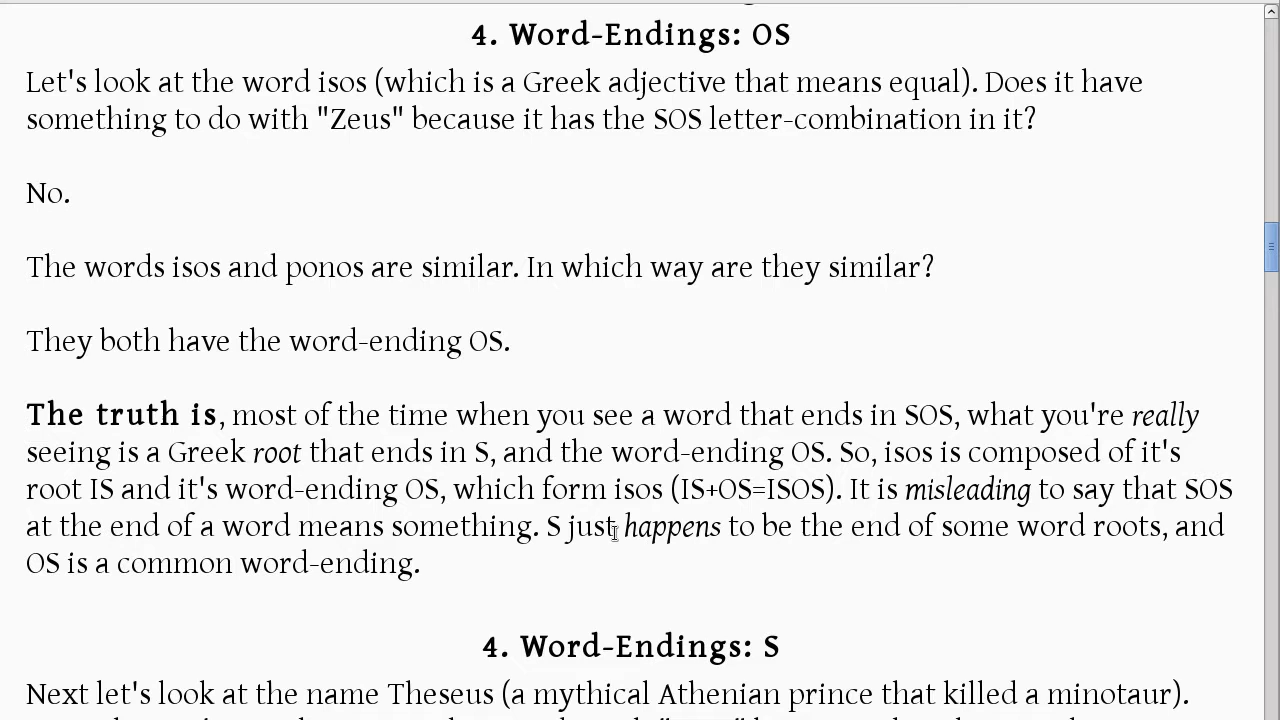 4. Word-Endings: OS
Let's look at the word isos (which is a Greek adjective that means equal). Does it have
something to do with "Zeus" because it has the SOS letter-combination in it?
No.
The words isos and ponos are similar. In which way are they similar?
They both have the word-ending OS.
The truth is, most of the time when you see a word that ends in SOS, what you're really
seeing is a Greek root that ends in S, and the word-ending OS. So, isos is composed of it's
root IS and it's word-ending OS, which form isos (IS+OS=ISOS). It is misleading to say that SOS
at the end of a word means something. S just happens to be the end of some word roots, and
OS is a common word-ending.
4. Word-Endings: S
Next let's look at the name Theseus (a mythical Athenian prince that killed a minotaur).